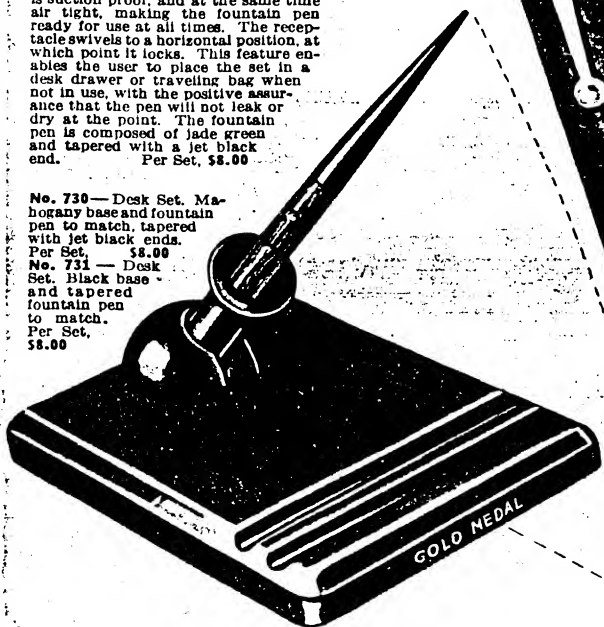 is suction proof, and at the same time
air tight, making the fountain pen
ready for use at all times. The recep-
tacle swivels to a horizontal position, at
which point it locks. This feature en-
ables the user to place the set in a
desk drawer or traveling bag when
not in use, with the positive assur-
ance that the pen will not leak or
dry at the point. The fountain
pen is composed of jade green
and tapered with a jet black
end. Per Set, $8.00
No. 730— Desk Set. Ma-
hogany base and fountain
pen to match, tapered
with jet black ends.
Per Set, $8.00
No. 731 — Desk
Set. Black base
and tapered
fountain pen
to match.
Per Set,
$8.00
GOLD MEDAL